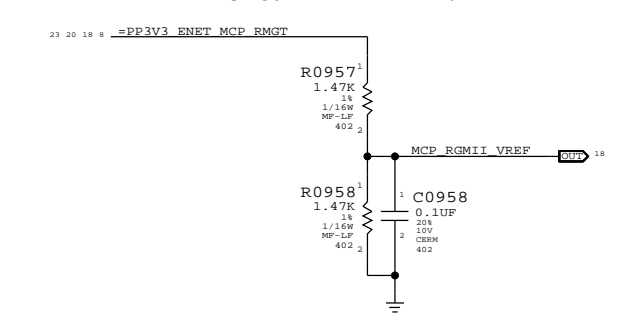 23 20 18 8 =PP3V3_ENET_MCP_RMGT
R0957 1
1.47K
1%
1/16W
MF-LF
402 2
MCP_RGMII_VREF OUT 18
R0958 1
1.47K
1%
1/16W
MF-LF
402 2
1 C0958
0.1UF
20%
2 10V
CERM
402